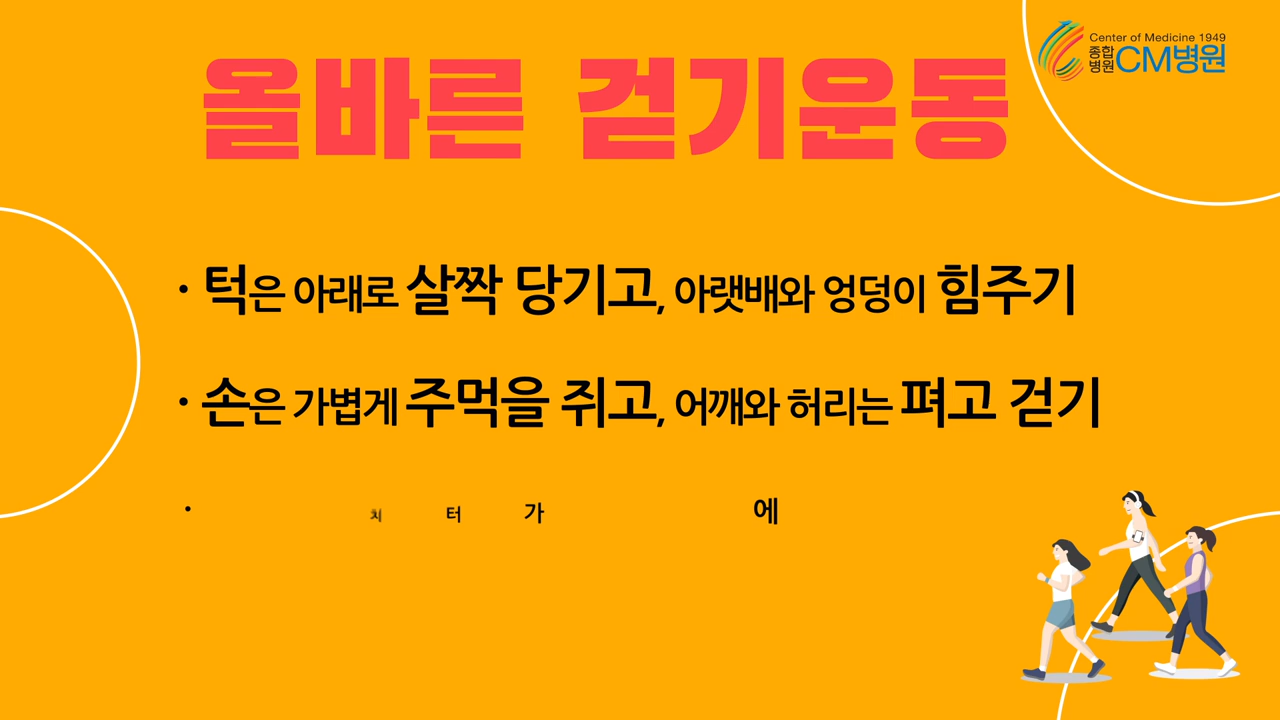 Center of Medicine 1949
종합병원 CM병원
올바른 걷기운동
· 턱은 아래로 살짝 당기고, 아랫배와 엉덩이 힘주기
· 손은 가볍게 주먹을 쥐고, 어깨와 허리는 펴고 걷기
· 치 터 가 에